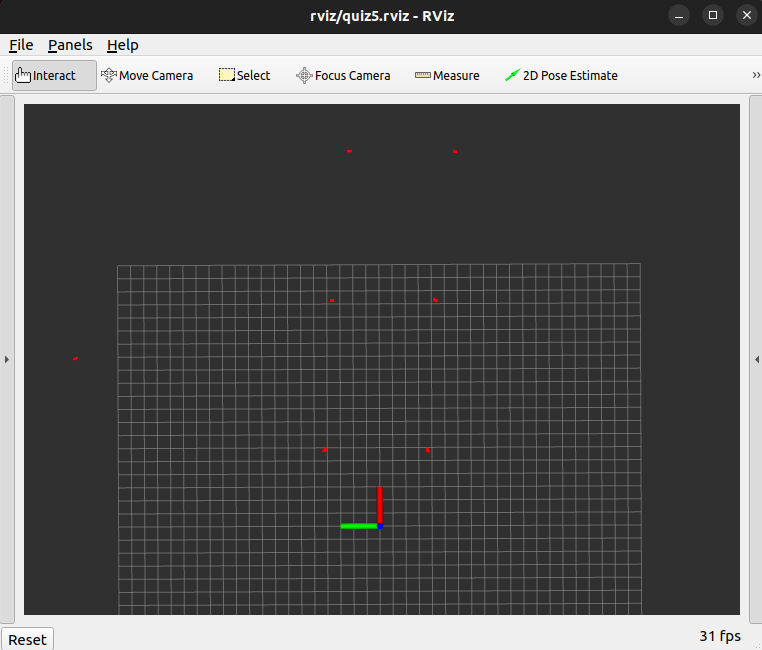 rviz/quiz5.rviz - RViz
File Panels Help
Interact Move Camera Select Focus Camera Measure 2D Pose Estimate »
Reset 31 fps